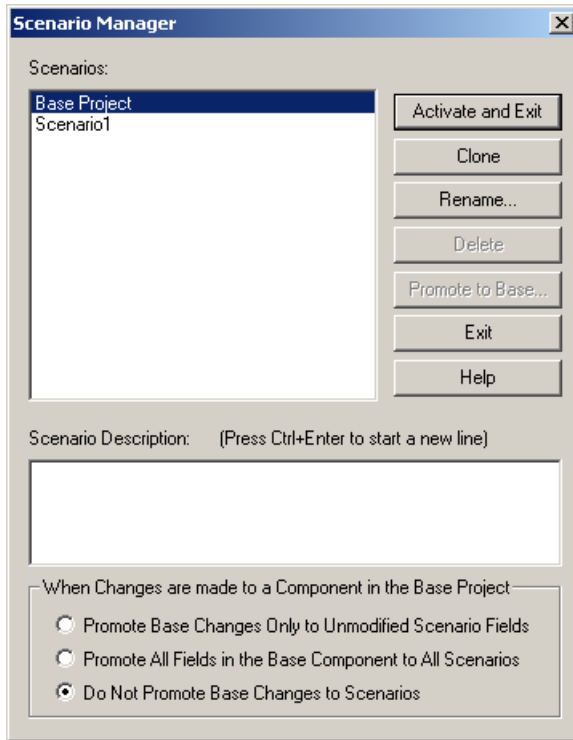 Scenario Manager
Scenarios:
Base Project
Scenario1
Activate and Exit
Clone
Rename...
Delete
Promote to Base...
Exit
Help
Scenario Description: (Press Ctrl+Enter to start a new line)
When Changes are made to a Component in the Base Project
Promote Base Changes Only to Unmodified Scenario Fields
Promote All Fields in the Base Component to All Scenarios
Do Not Promote Base Changes to Scenarios